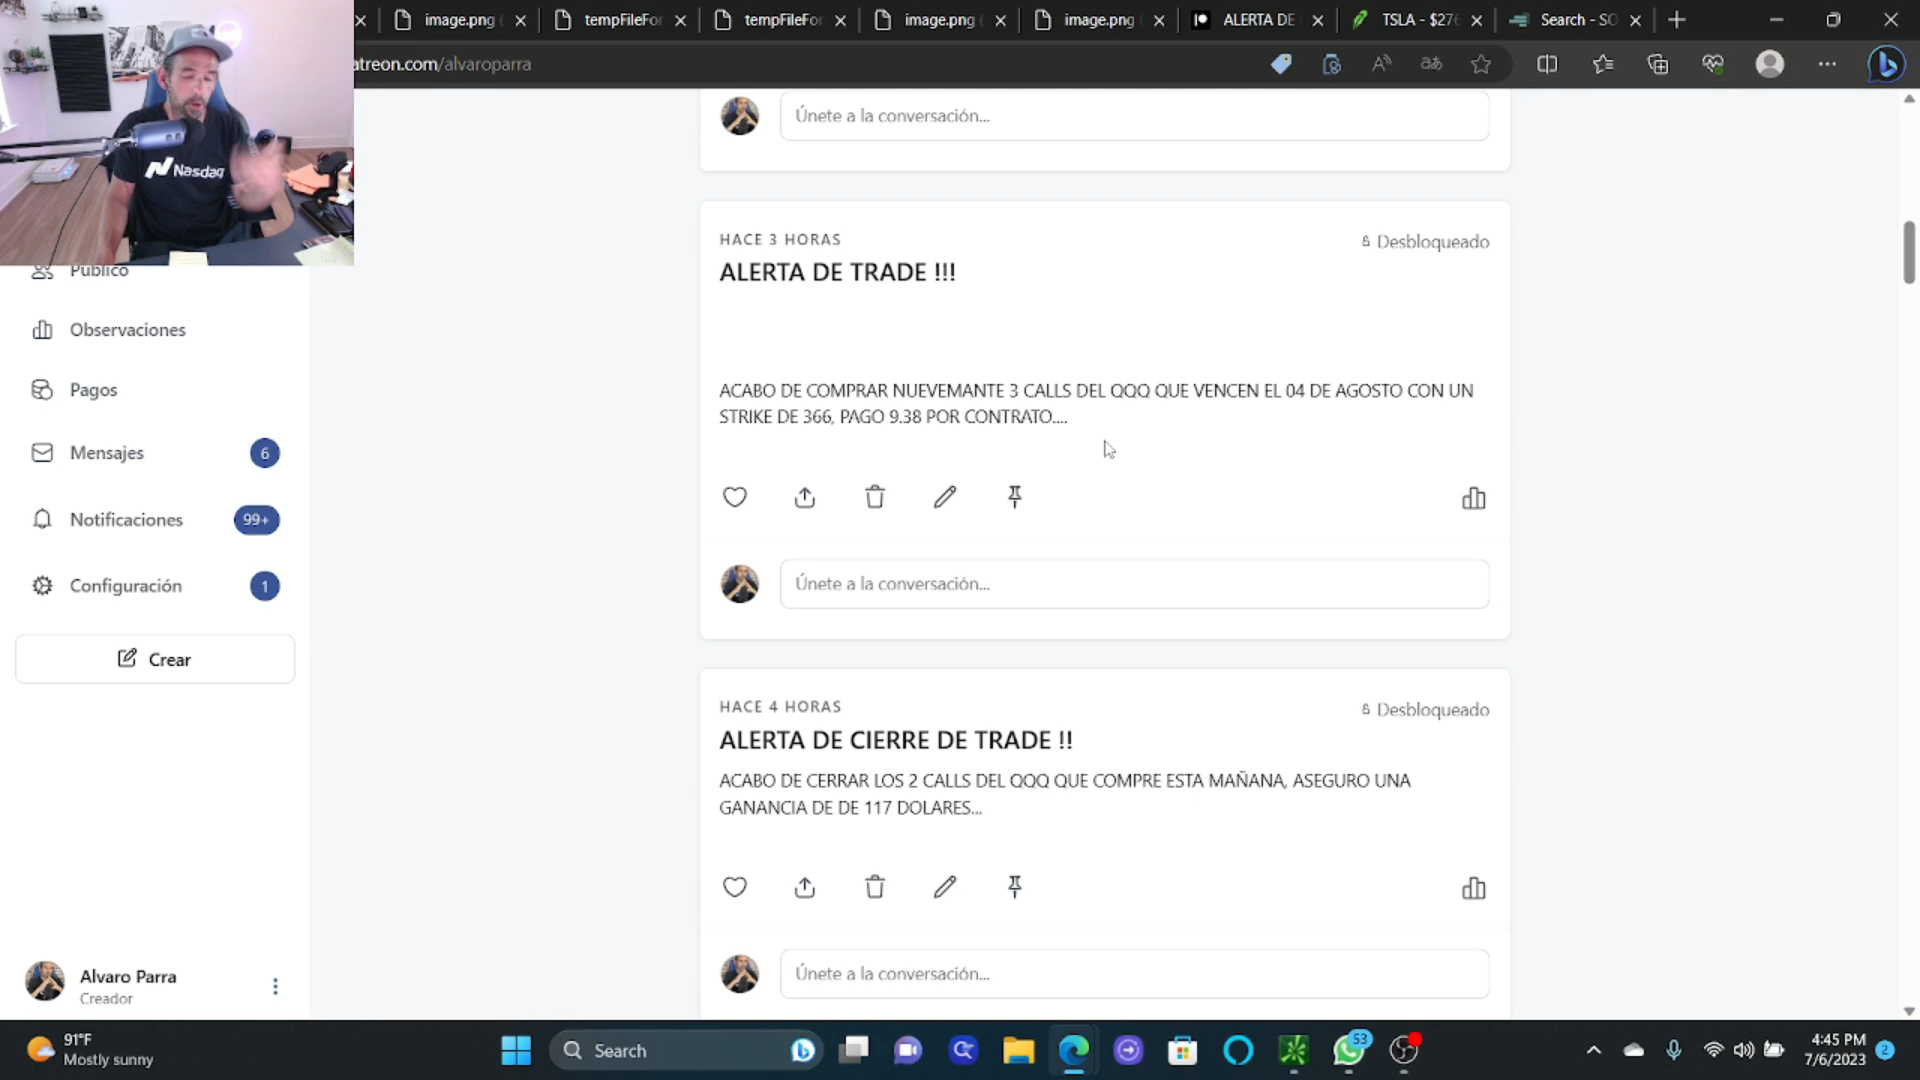 image.png
tempFileFor
tempFileFor
image.png
image.png
ALERTA DE
TSLA - $276
Search - SO
atreon.com/alvaroparra
Nasdaq
Únete a la conversación...
Público
Observaciones
Pagos
Mensajes 6
Notificaciones 99+
Configuración 1
Crear
HACE 3 HORAS
Desbloqueado
ALERTA DE TRADE !!!
ACABO DE COMPRAR NUEVEMANTE 3 CALLS DEL QQQ QUE VENCEN EL 04 DE AGOSTO CON UN
STRIKE DE 366, PAGO 9.38 POR CONTRATO....
Únete a la conversación...
HACE 4 HORAS
Desbloqueado
ALERTA DE CIERRE DE TRADE !!
ACABO DE CERRAR LOS 2 CALLS DEL QQQ QUE COMPRE ESTA MAÑANA, ASEGURO UNA
GANANCIA DE DE 117 DOLARES...
Únete a la conversación...
Alvaro Parra
Creador
91°F
Mostly sunny
Search
53
4:45 PM
7/6/2023
2